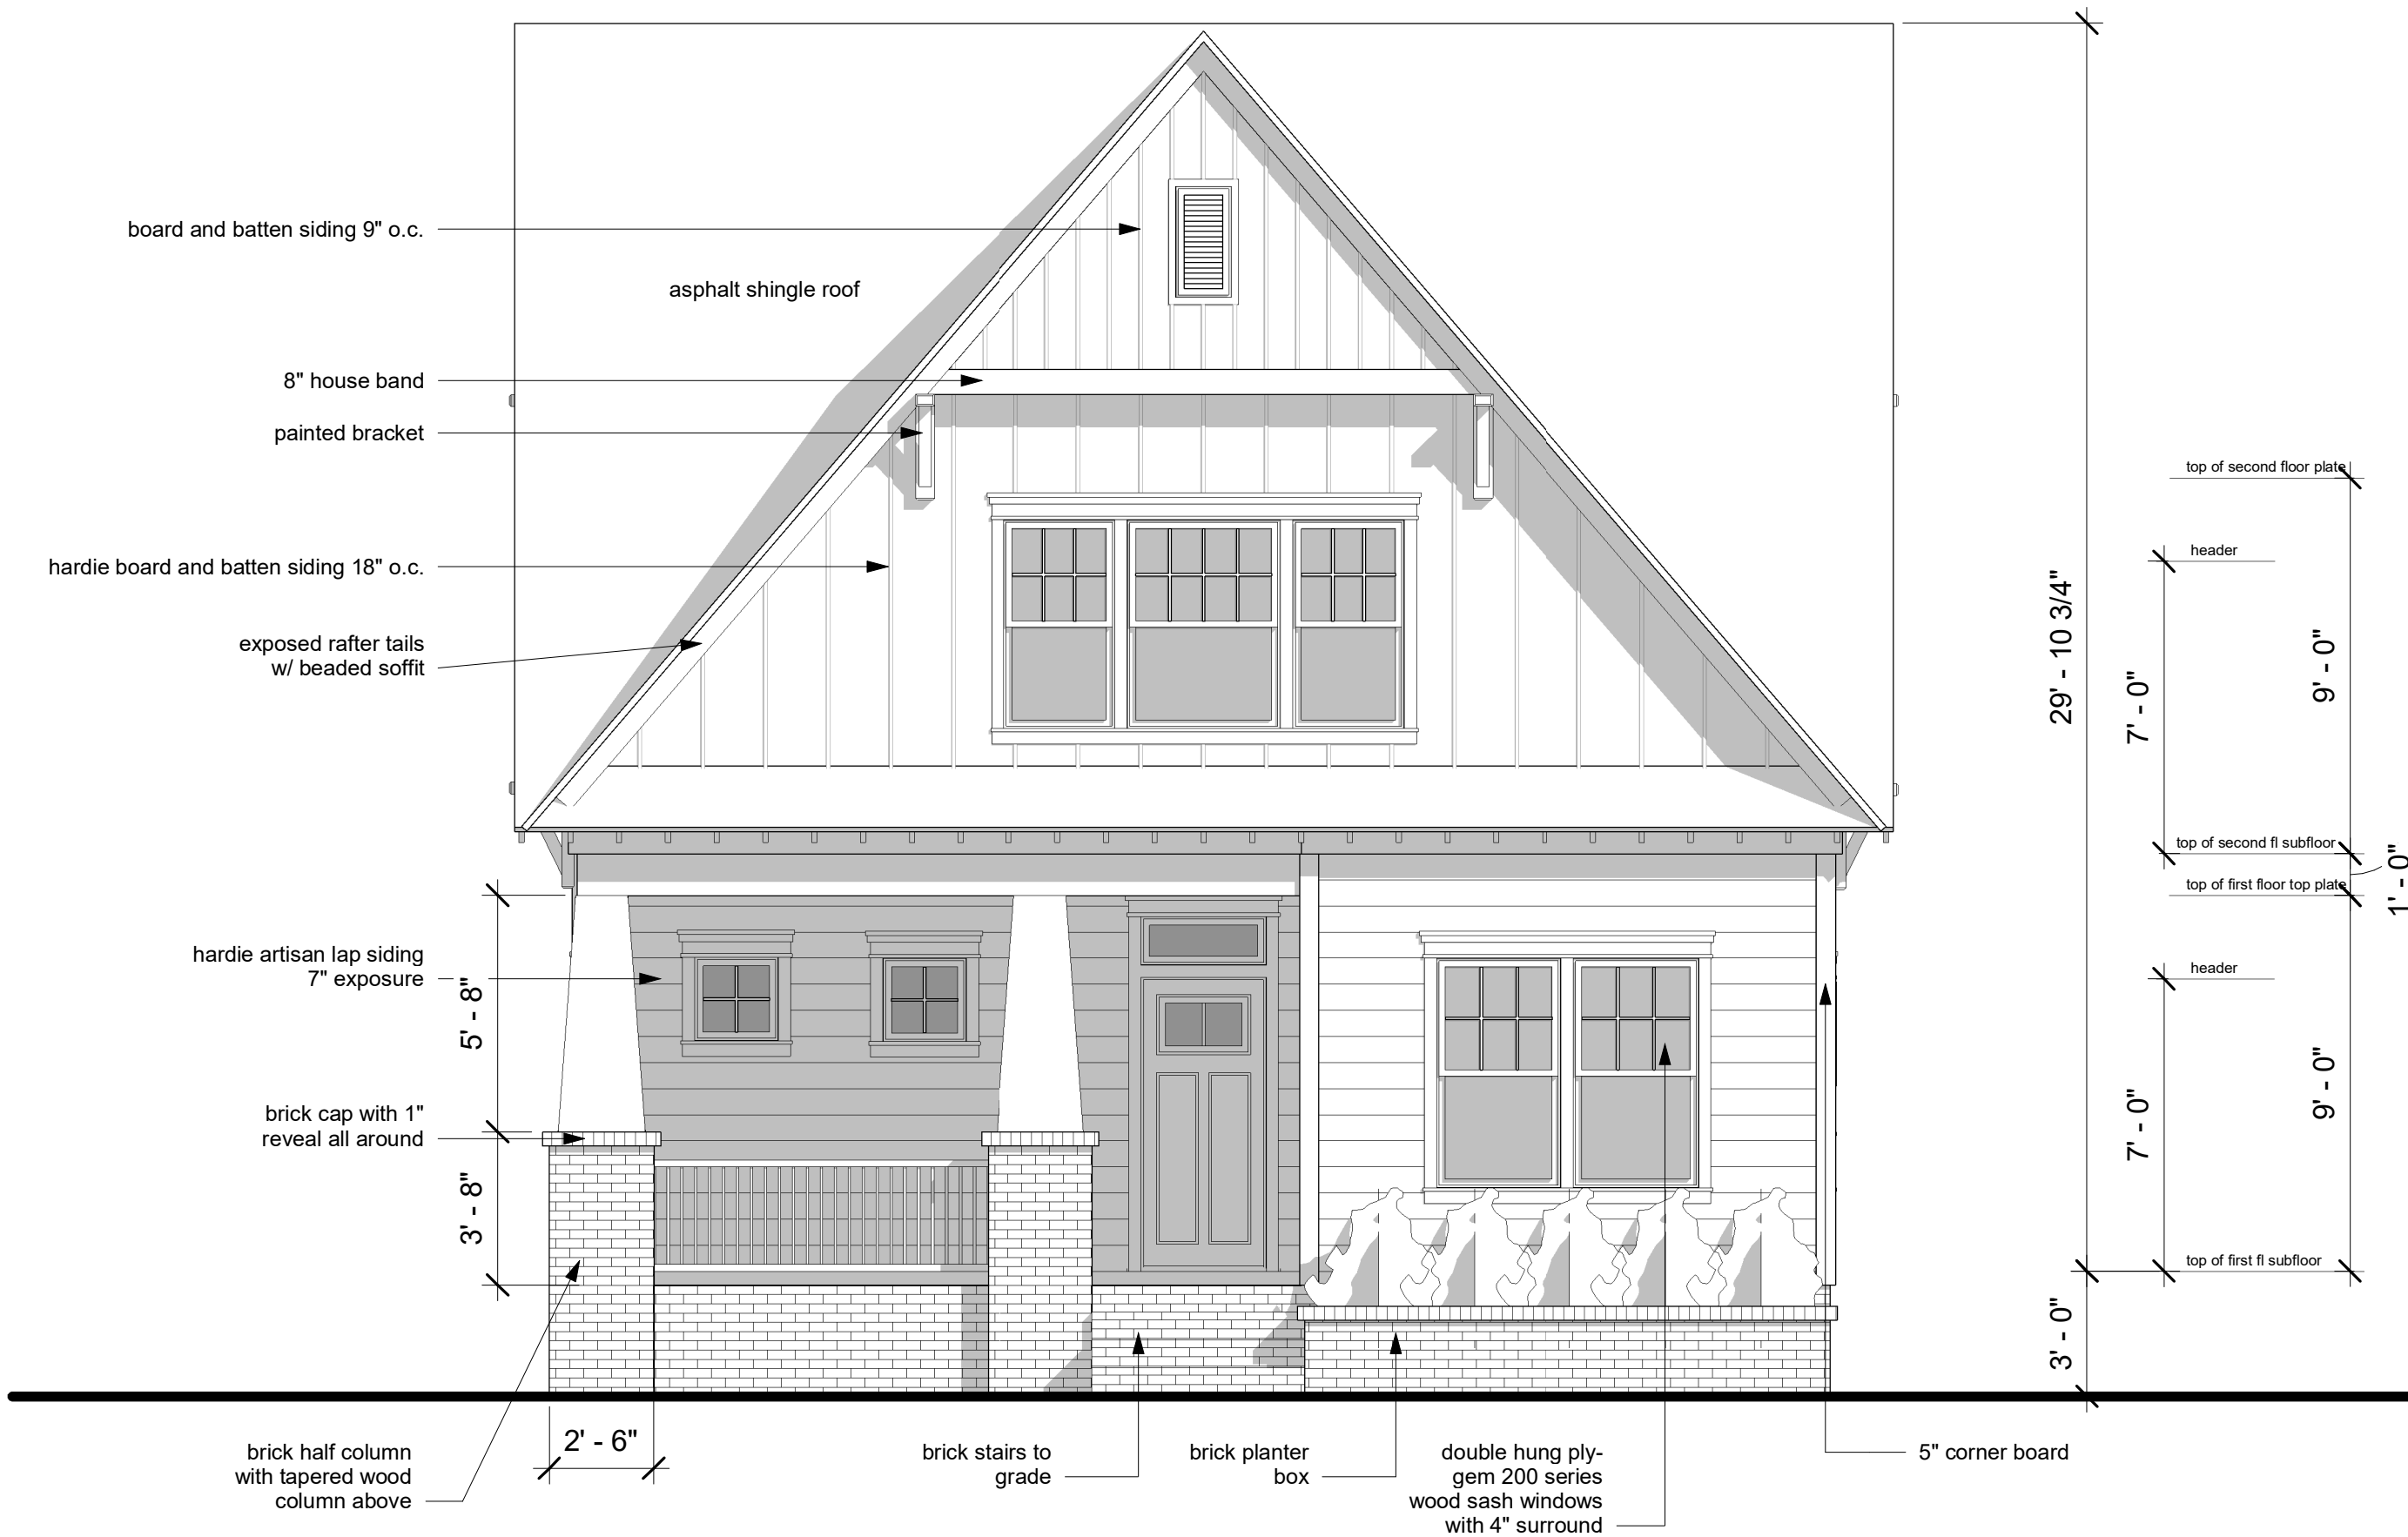 board and batten siding 9" o.c.
asphalt shingle roof
8" house band
painted bracket
hardie board and batten siding 18" o.c.
exposed rafter tails
w/ beaded soffit
hardie artisan lap siding
7" exposure
5' - 8"
brick cap with 1"
reveal all around
3' - 8"
2' - 6"
brick half column
with tapered wood
column above
brick stairs to
grade
brick planter
box
double hung ply-
gem 200 series
wood sash windows
with 4" surround
5" corner board
29' - 10 3/4"
3' - 0"
top of second floor plate
header
7' - 0"
9' - 0"
top of second fl subfloor
1' - 0"
top of first floor top plate
header
7' - 0"
9' - 0"
top of first fl subfloor